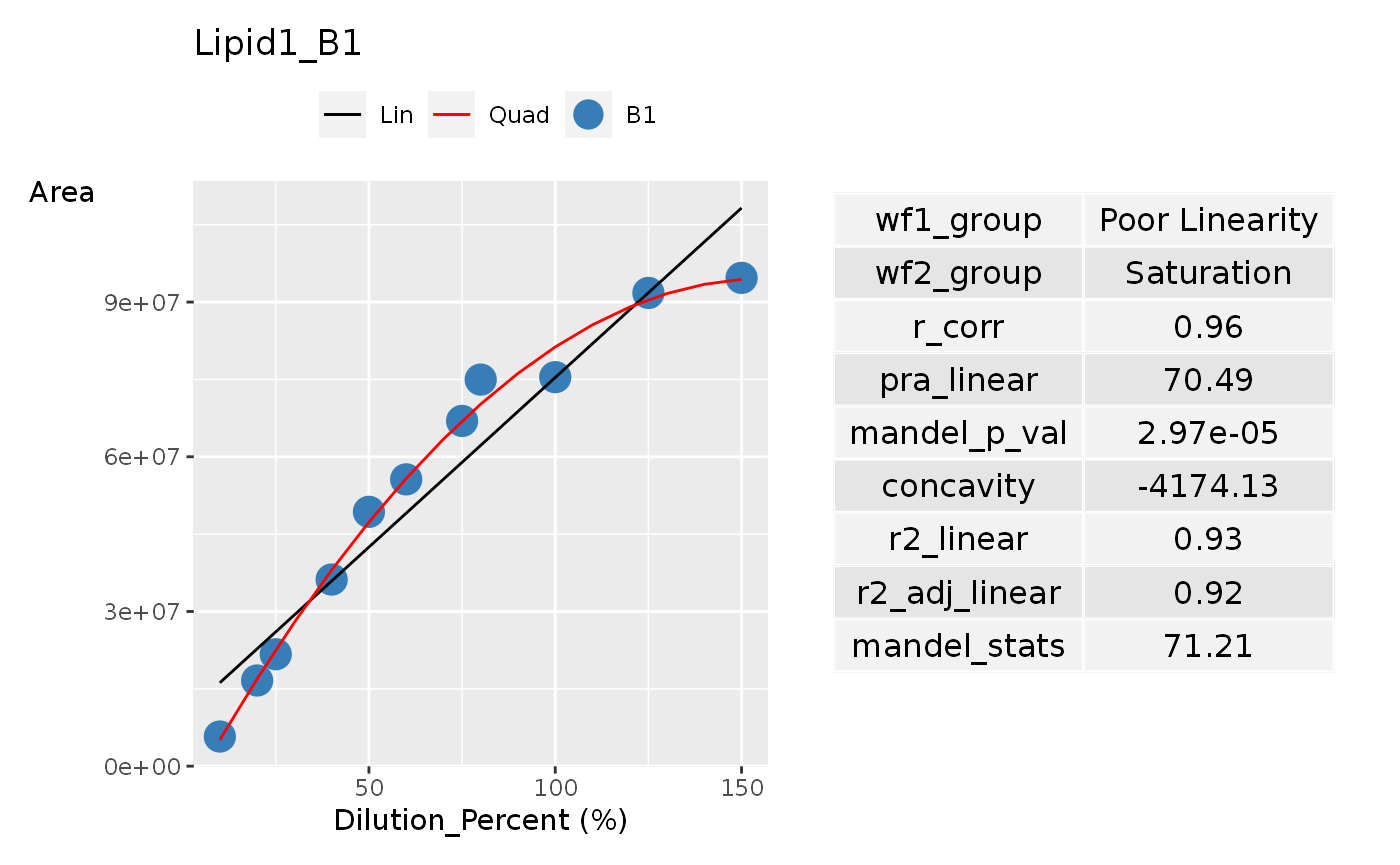 Lipid1_B1
Lin Quad B1
Area
9e+07
6e+07
3e+07
0e+00
50 100 150
Dilution_Percent (%)
wf1_group Poor Linearity
wf2_group Saturation
r_corr 0.96
pra_linear 70.49
mandel_p_val 2.97e-05
concavity -4174.13
r2_linear 0.93
r2_adj_linear 0.92
mandel_stats 71.21